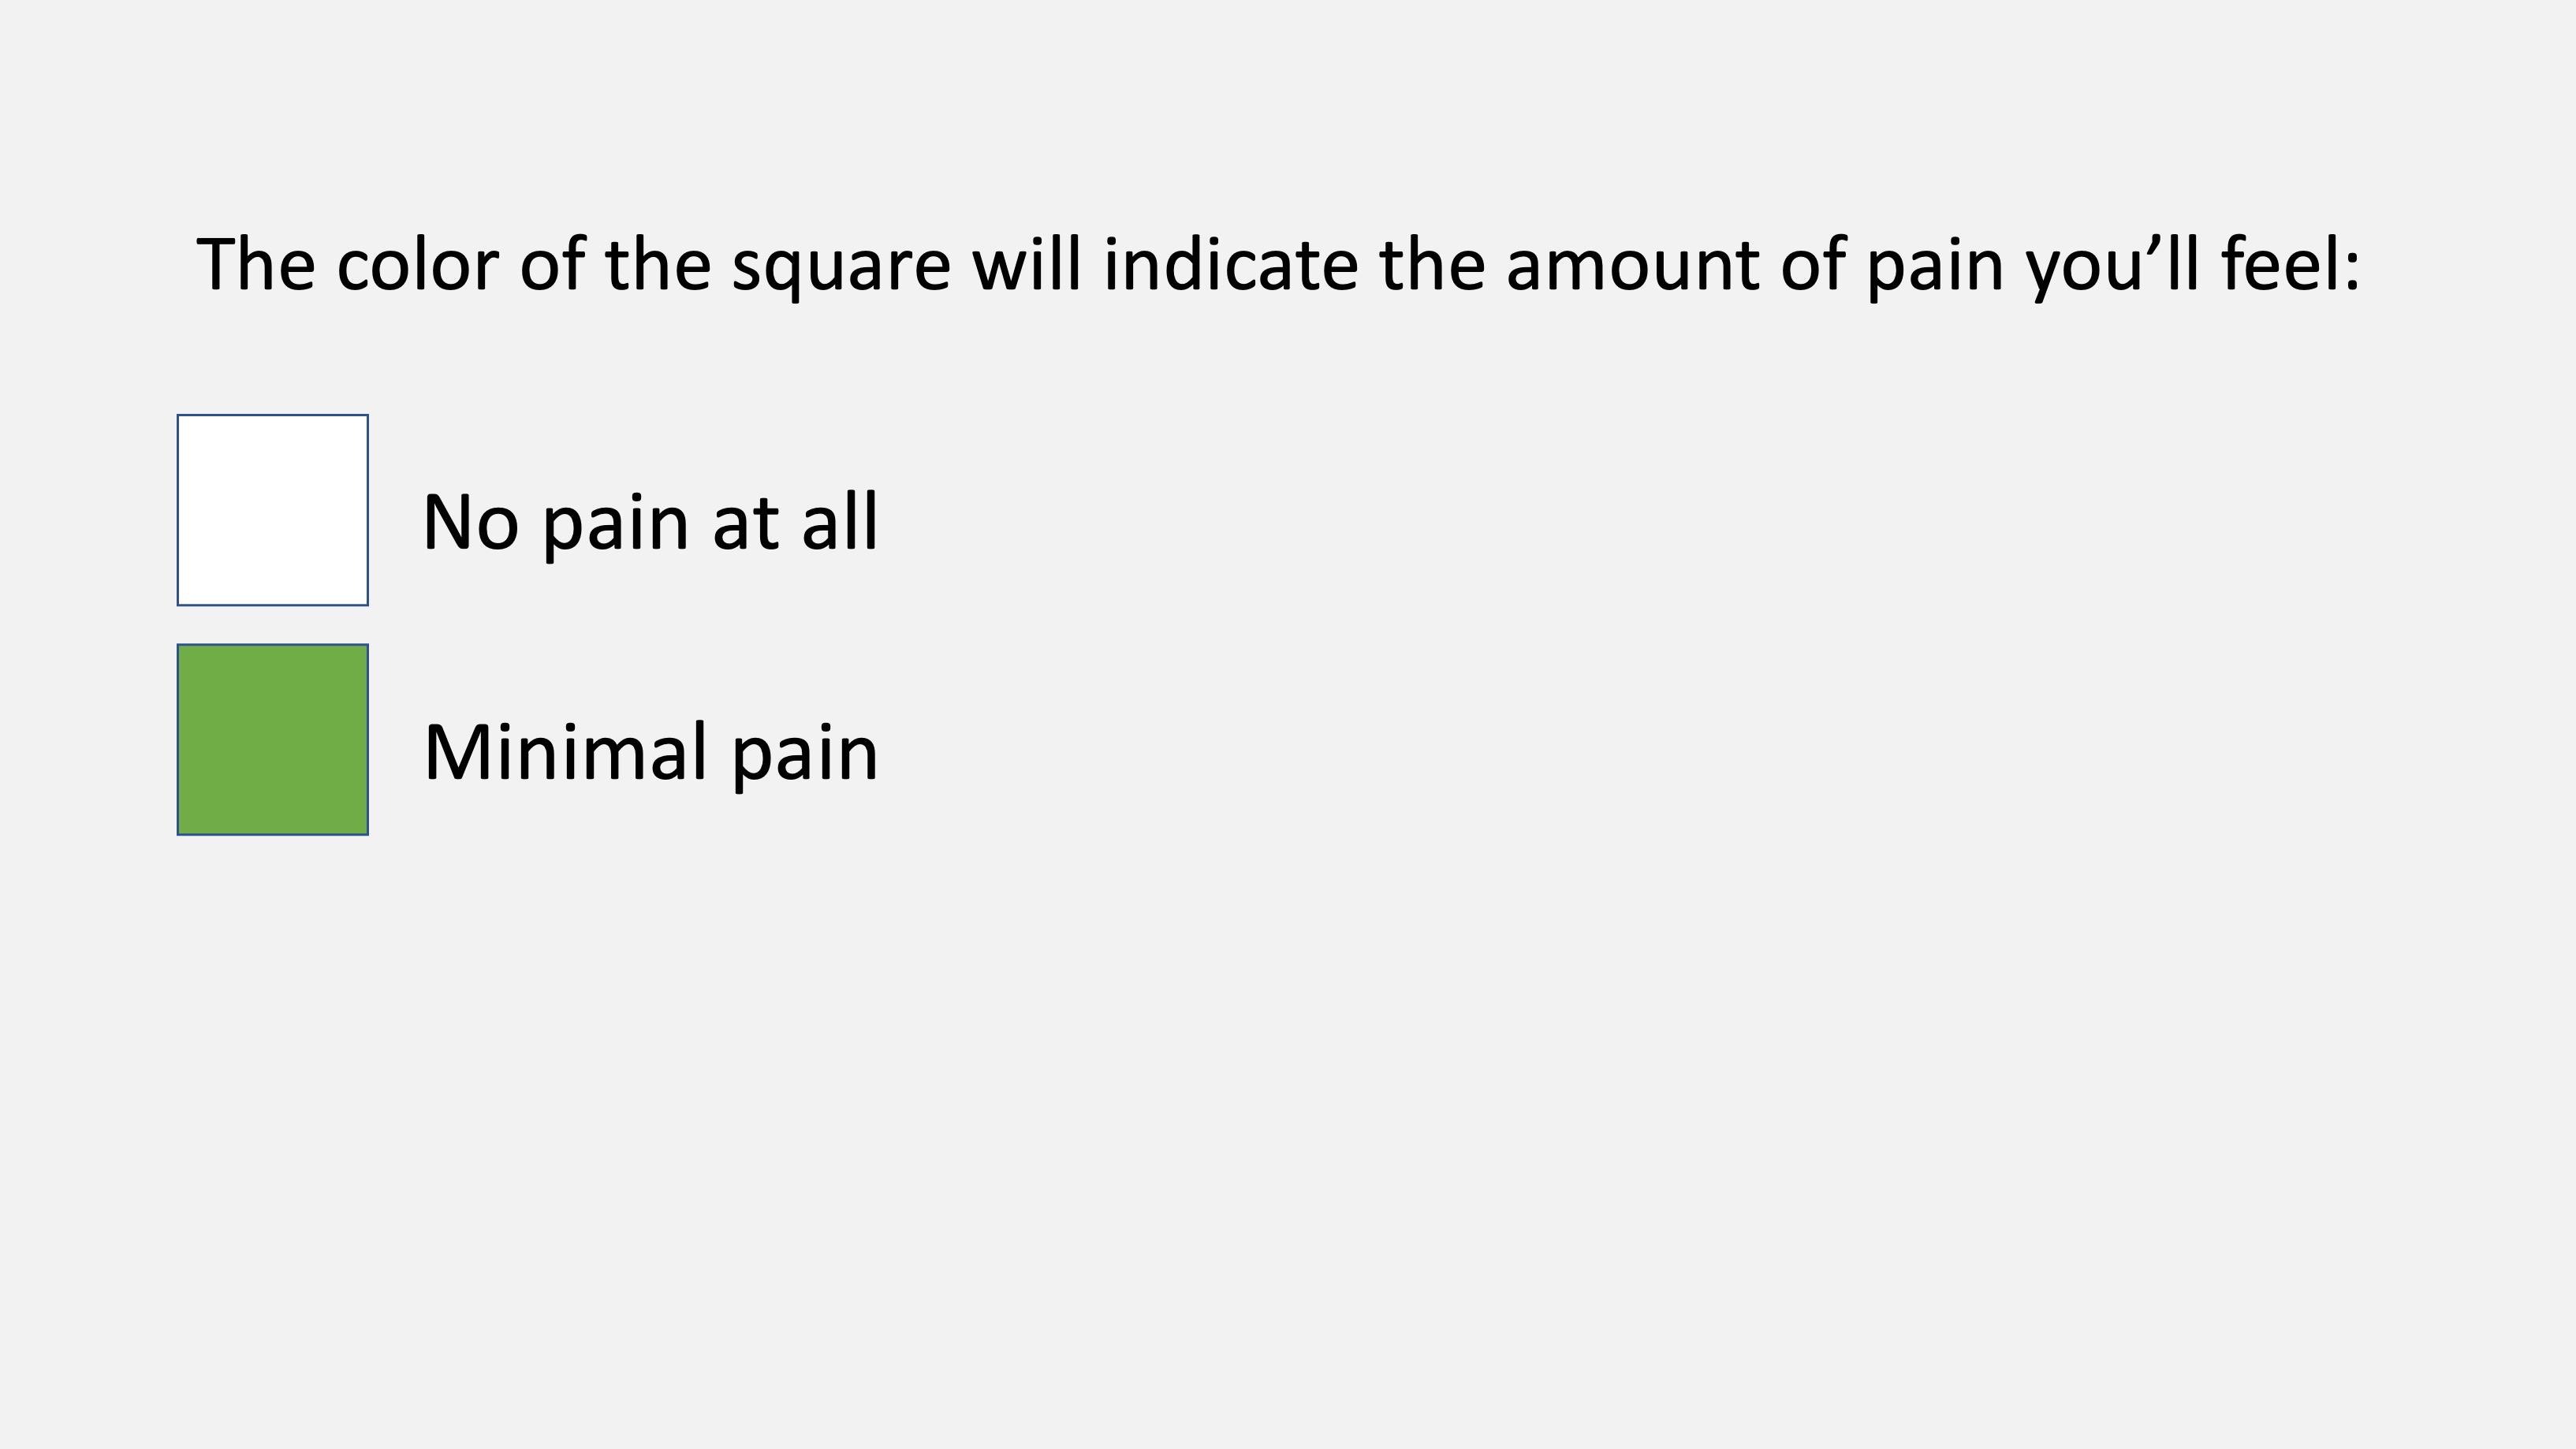 The color of the square will indicate the amount of pain you’ll feel:
No pain at all
Minimal pain